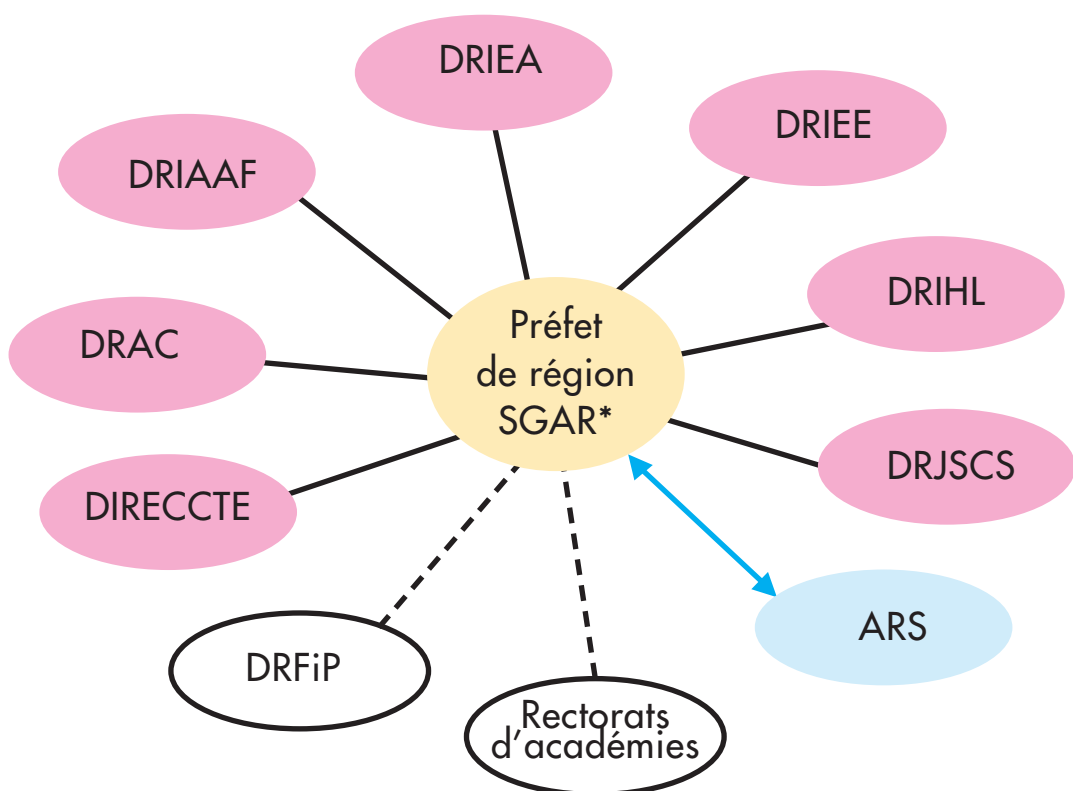 DRIEA
DRIEE
DRIAAF
DRIHL
Préfet
de région
SGAR*
DRAC
DRJSCS
DIRECCTE
ARS
DRFiP
Rectorats
d'académies